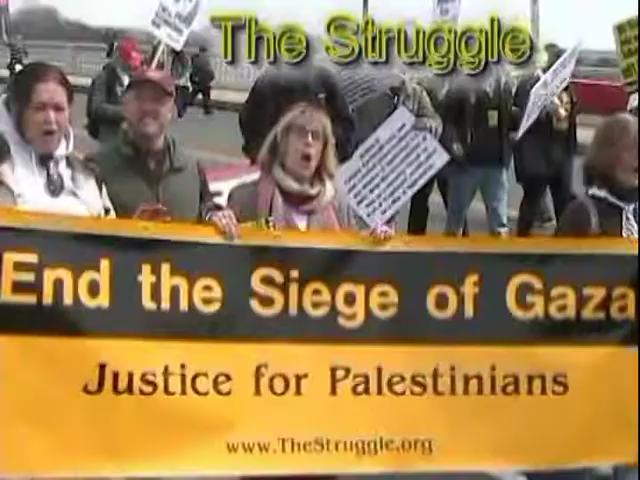 The Struggle
End the Siege of Gaza
Justice for Palestinians
www.TheStruggle.org